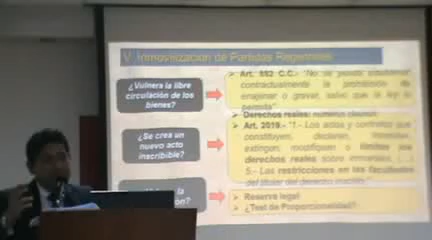 V. Inmovilización de Partidas Registrales
¿Vulnera la libre
circulación de los
bienes?
Art. 882 C.C.- "No se puede establecer
contractualmente la prohibición de
enajenar o gravar, salvo que la ley lo
permita"
Derechos reales: numerus clausus
¿Se crea un
nuevo acto
inscribible?
Art. 2019.- "1.- Los actos y contratos que
constituyen, declaren, trasmitan,
extingan, modifiquen o limiten los
derechos reales sobre inmuebles, (...)
5.- Las restricciones en las facultades
del titular del derecho inscrito"
la
Reserva legal
¿Test de Proporcionalidad?